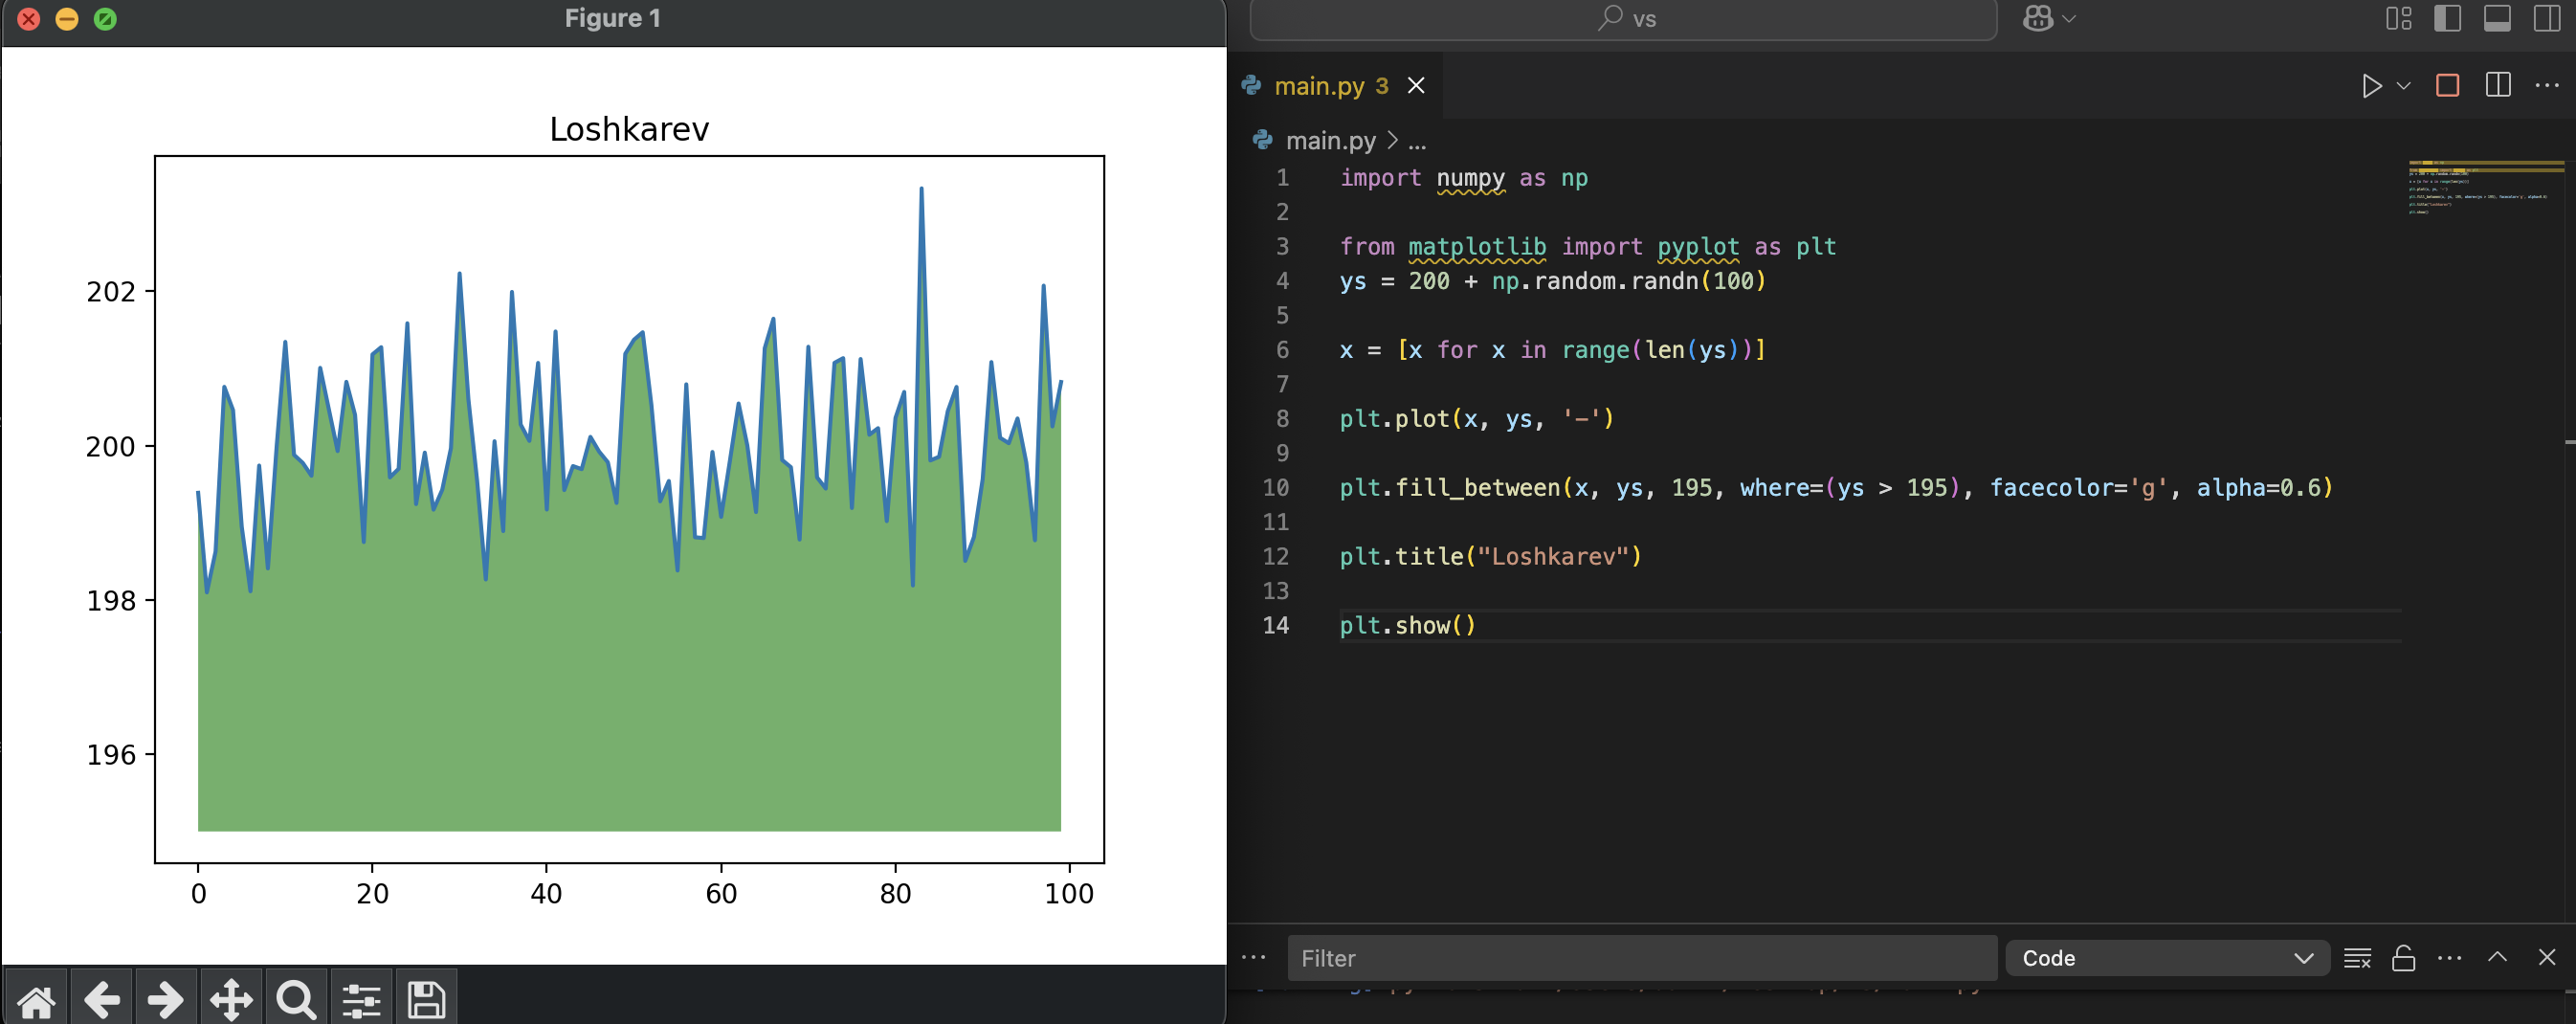 Figure 1
Loshkarev
202
200
198
196
0 20 40 60 80 100
vs
main.py 3
main.py > ...
1 import numpy as np
2
3 from matplotlib import pyplot as plt
4 ys = 200 + np.random.randn(100)
5
6 x = [x for x in range(len(ys))]
7
8 plt.plot(x, ys, '-')
9
10 plt.fill_between(x, ys, 195, where=(ys > 195), facecolor='g', alpha=0.6)
11
12 plt.title("Loshkarev")
13
14 plt.show()
Filter
Code